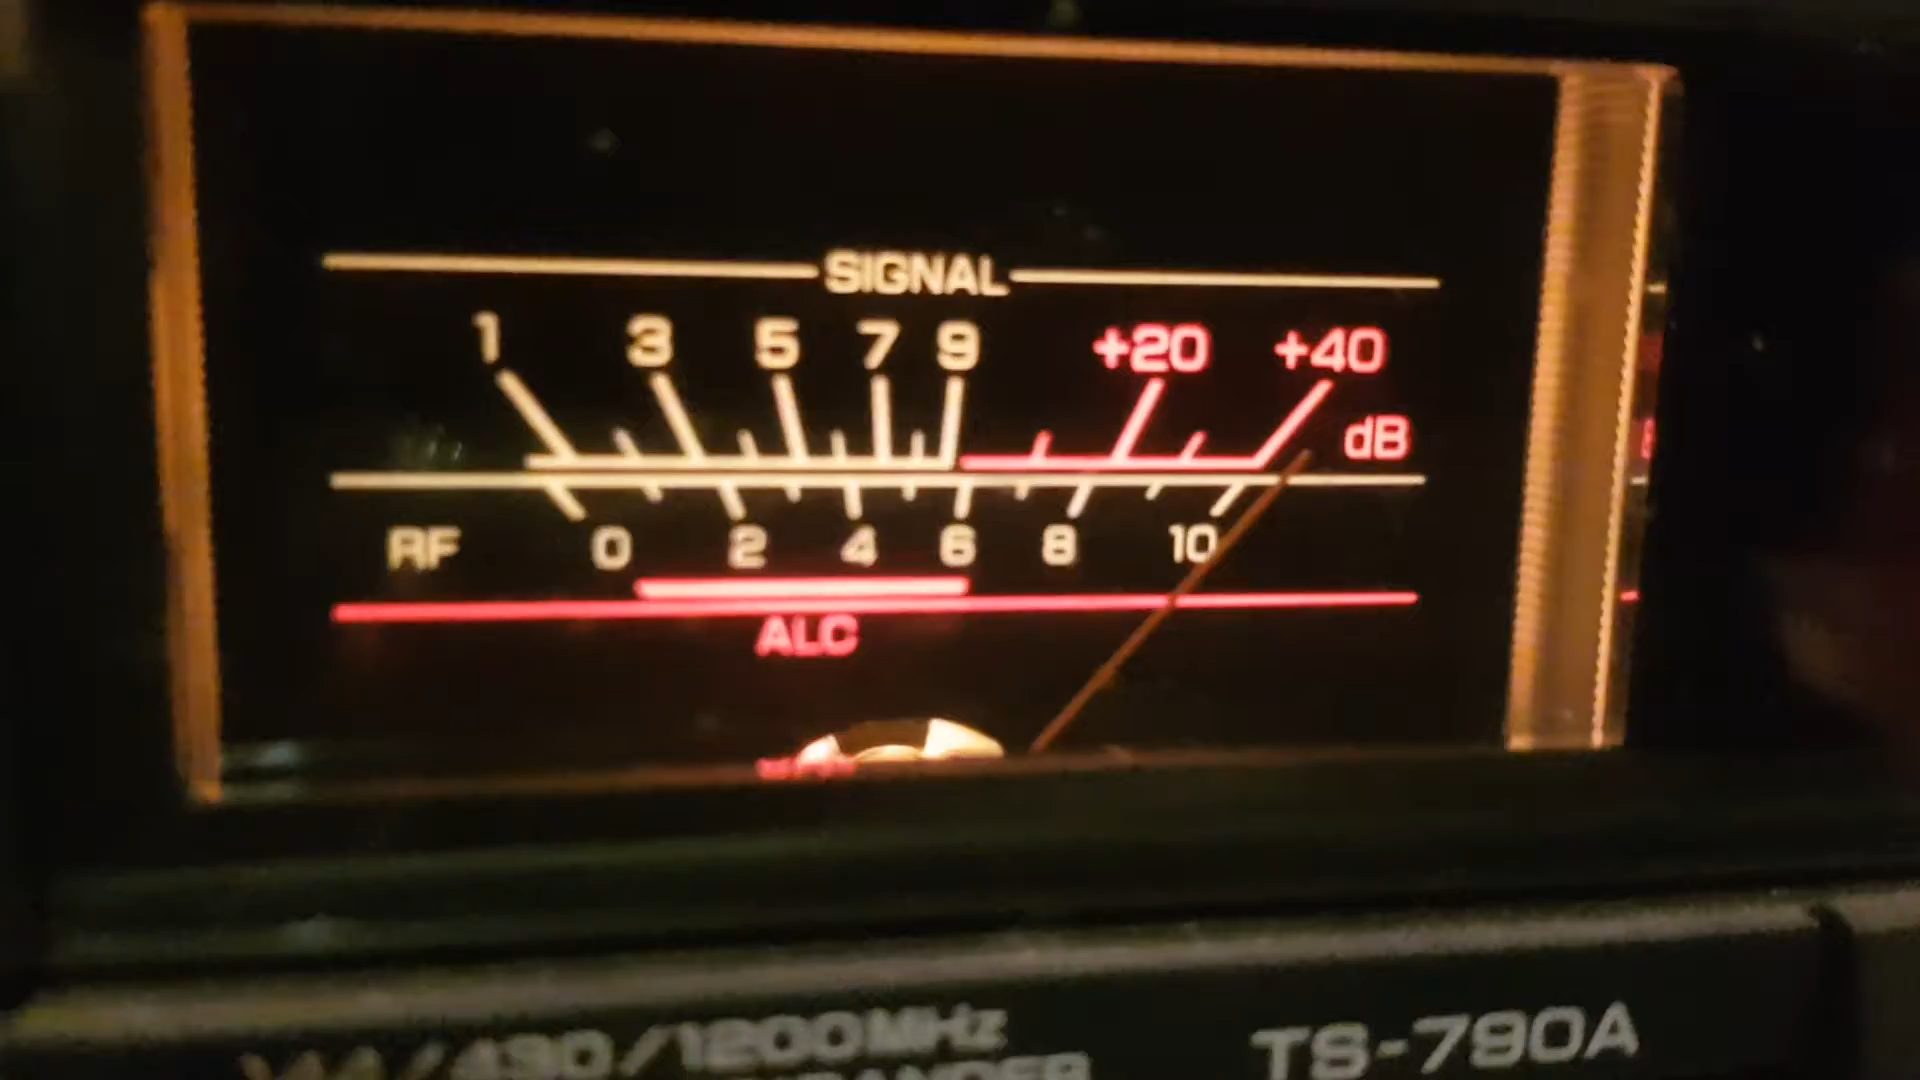 SIGNAL
1 3 5 7 9 +20 +40
dB
RF 0 2 4 6 8 10
ALC
144/430/1200MHz
TS-790A